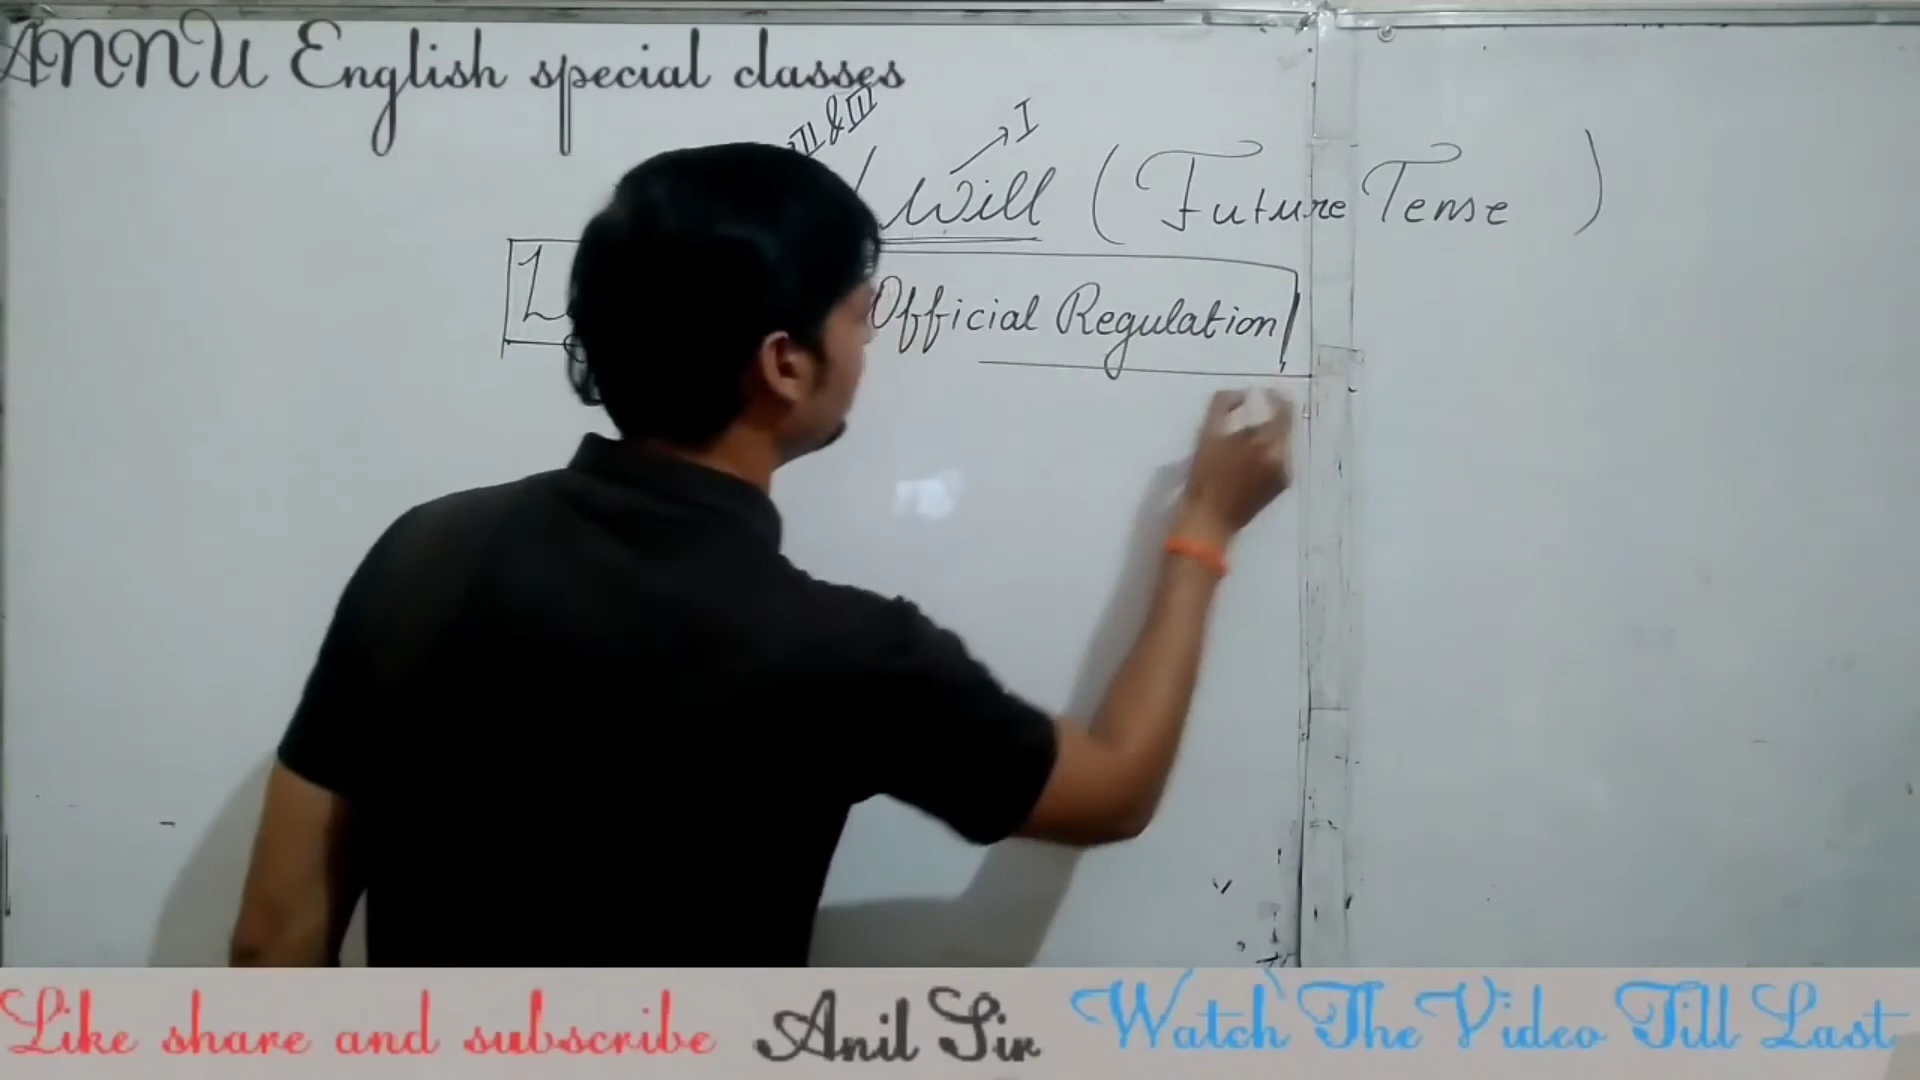 ANNU English special classes
II & III
I
/ Will ( Future Tense )
Official Regulation
Like share and subscribe Anil Sir Watch The Video Till Last